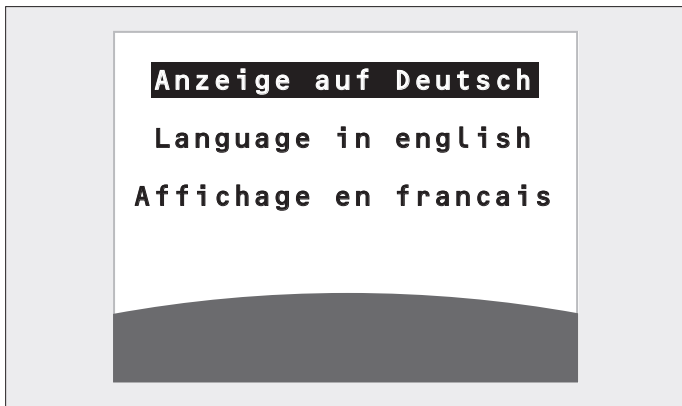 Anzeige auf Deutsch
Language in english
Affichage en francais